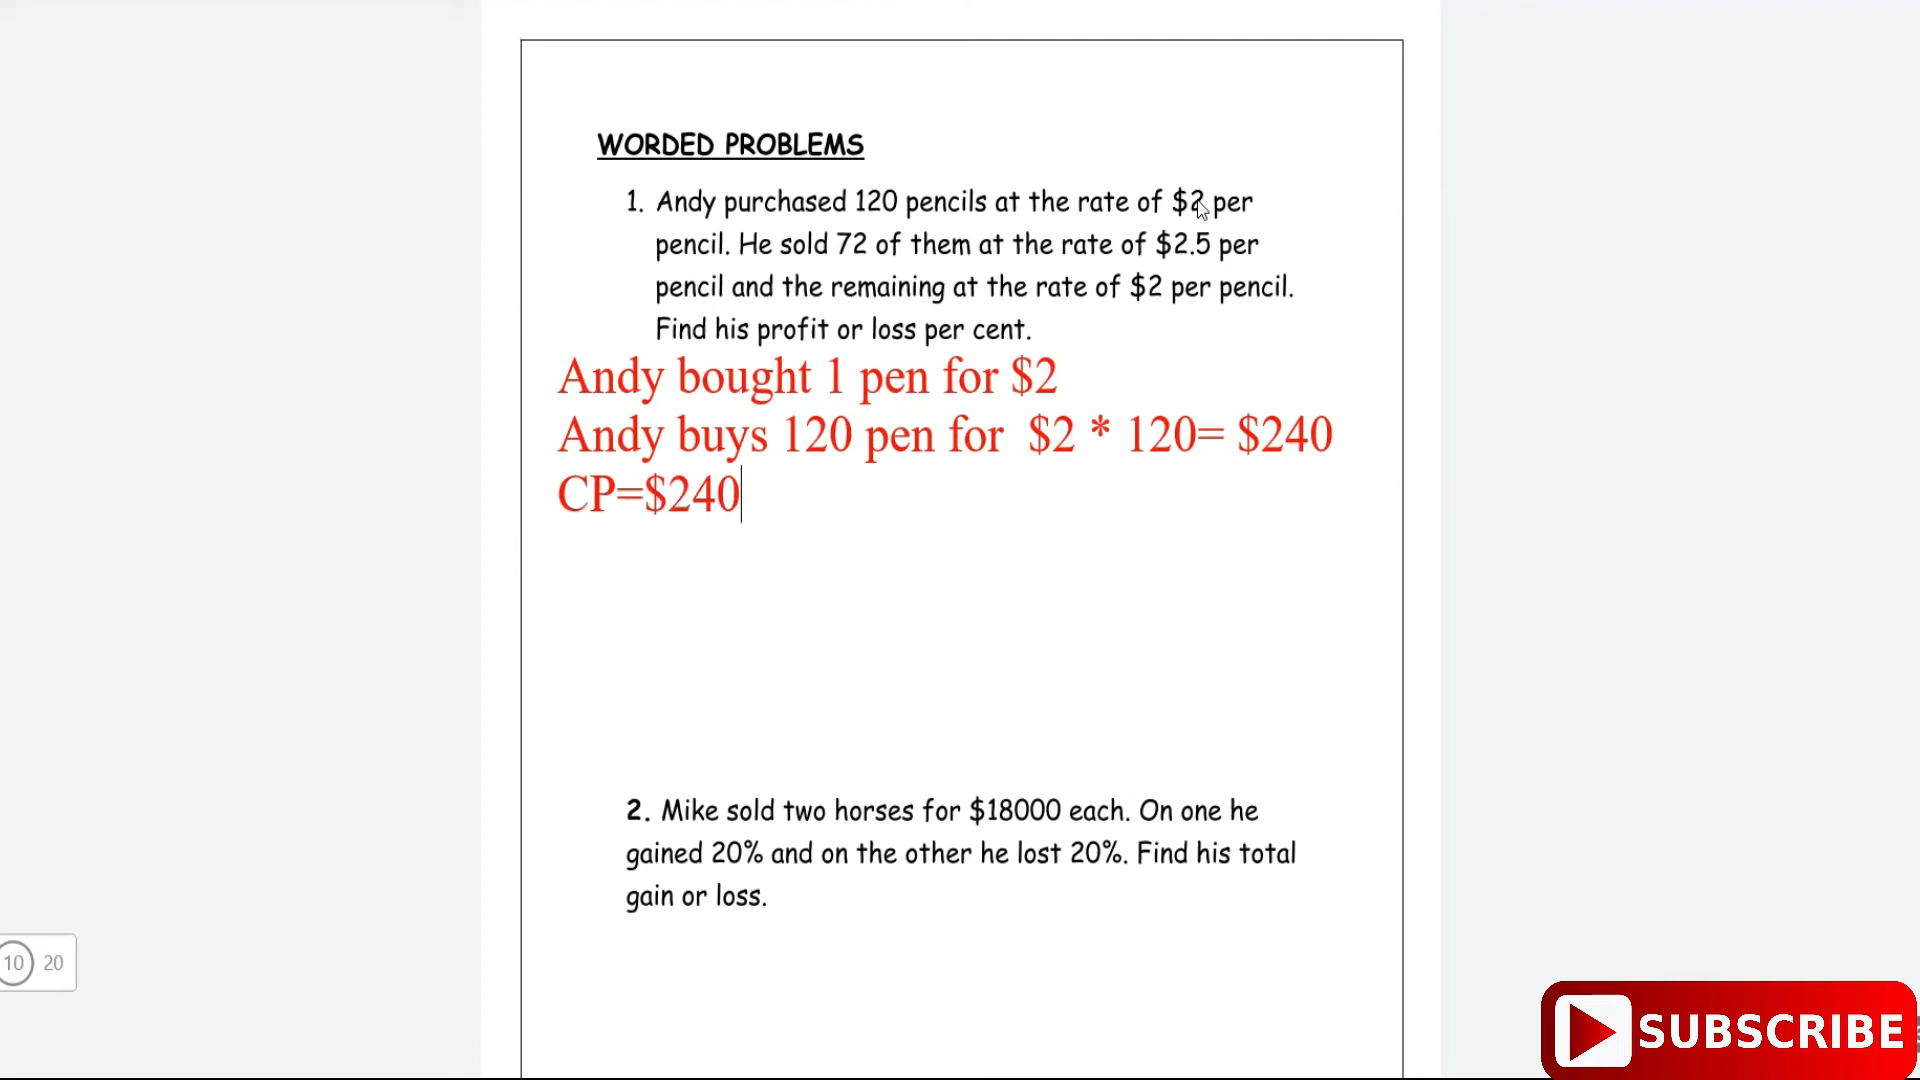 WORDED PROBLEMS
1. Andy purchased 120 pencils at the rate of $2 per
pencil. He sold 72 of them at the rate of $2.5 per
pencil and the remaining at the rate of $2 per pencil.
Find his profit or loss per cent.
Andy bought 1 pen for $2
Andy buys 120 pen for $2 * 120= $240
CP=$240
2. Mike sold two horses for $18000 each. On one he
gained 20% and on the other he lost 20%. Find his total
gain or loss.
10 20
SUBSCRIBE